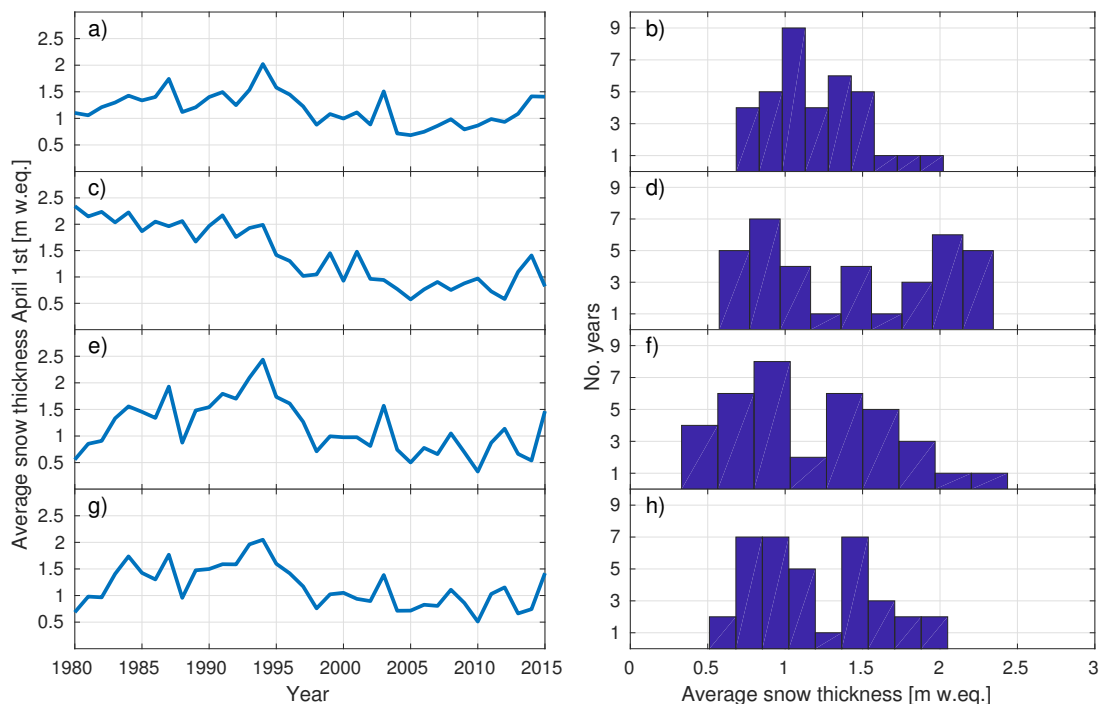 a)
2.5
2
1.5
1
0.5
b)
9
7
5
3
1
c)
2.5
2
1.5
1
0.5
d)
9
7
5
3
1
e)
2.5
2
1.5
1
0.5
f)
9
7
5
3
1
g)
2.5
2
1.5
1
0.5
h)
9
7
5
3
1
Average snow thickness April 1st [m w.eq.]
No. years
1980 1985 1990 1995 2000 2005 2010 2015
Year
0 0.5 1 1.5 2 2.5 3
Average snow thickness [m w.eq.]